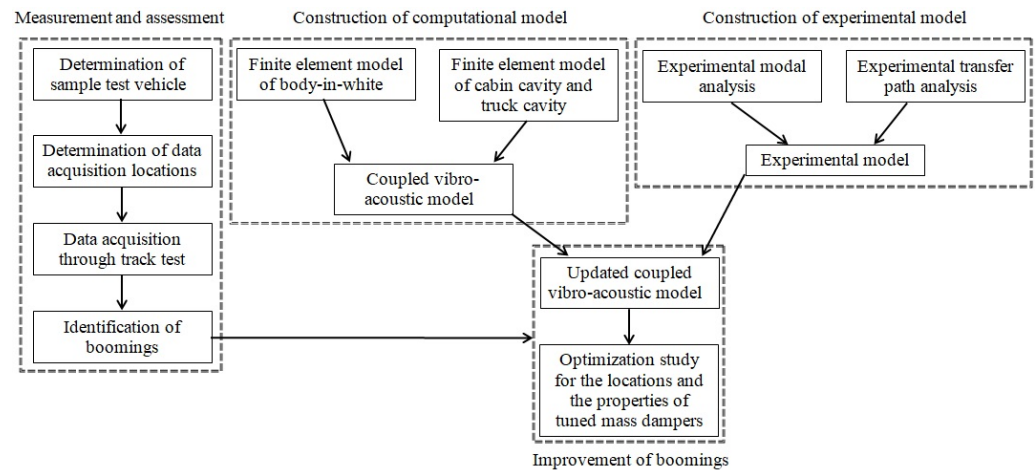 Measurement and assessment
Determination of
sample test vehicle
Determination of data
acquisition locations
Data acquisition
through track test
Identification of
boomings
Construction of computational model
Finite element model
of body-in-white
Finite element model
of cabin cavity and
truck cavity
Coupled vibro-
acoustic model
Construction of experimental model
Experimental modal
analysis
Experimental transfer
path analysis
Experimental model
Updated coupled
vibro-acoustic model
Optimization study
for the locations and
the properties of
tuned mass dampers
Improvement of boomings